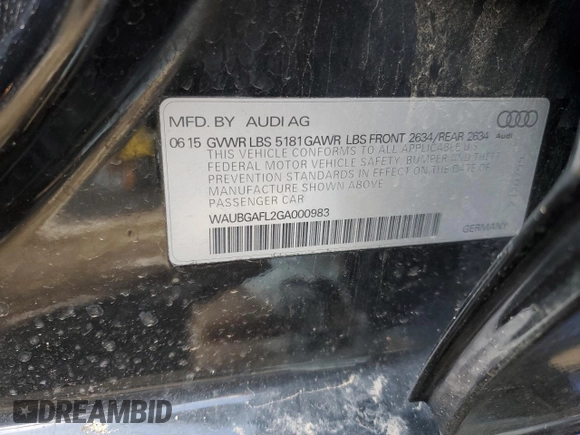 MFD. BY AUDI AG
06 15 GVWR LBS 5181 GAWR LBS FRONT 2634/REAR 2634 Audi
THIS VEHICLE CONFORMS TO ALL APPLICABLE U.S.
FEDERAL MOTOR VEHICLE SAFETY, BUMPER AND THEFT
PREVENTION STANDARDS IN EFFECT ON THE DATE OF
MANUFACTURE SHOWN ABOVE.
PASSENGER CAR
WAUBGAFL2GA000983
GERMANY
DREAMBID